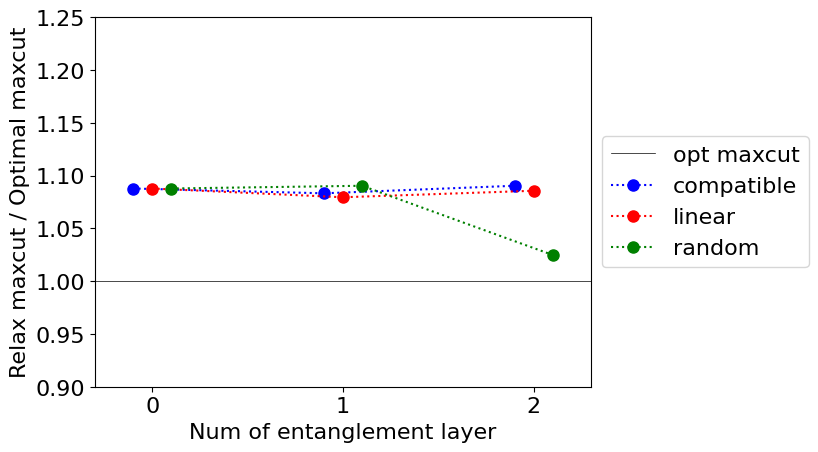 Relax maxcut / Optimal maxcut
1.25
1.20
1.15
1.10
1.05
1.00
0.95
0.90
0
1
2
Num of entanglement layer
opt maxcut
compatible
linear
random